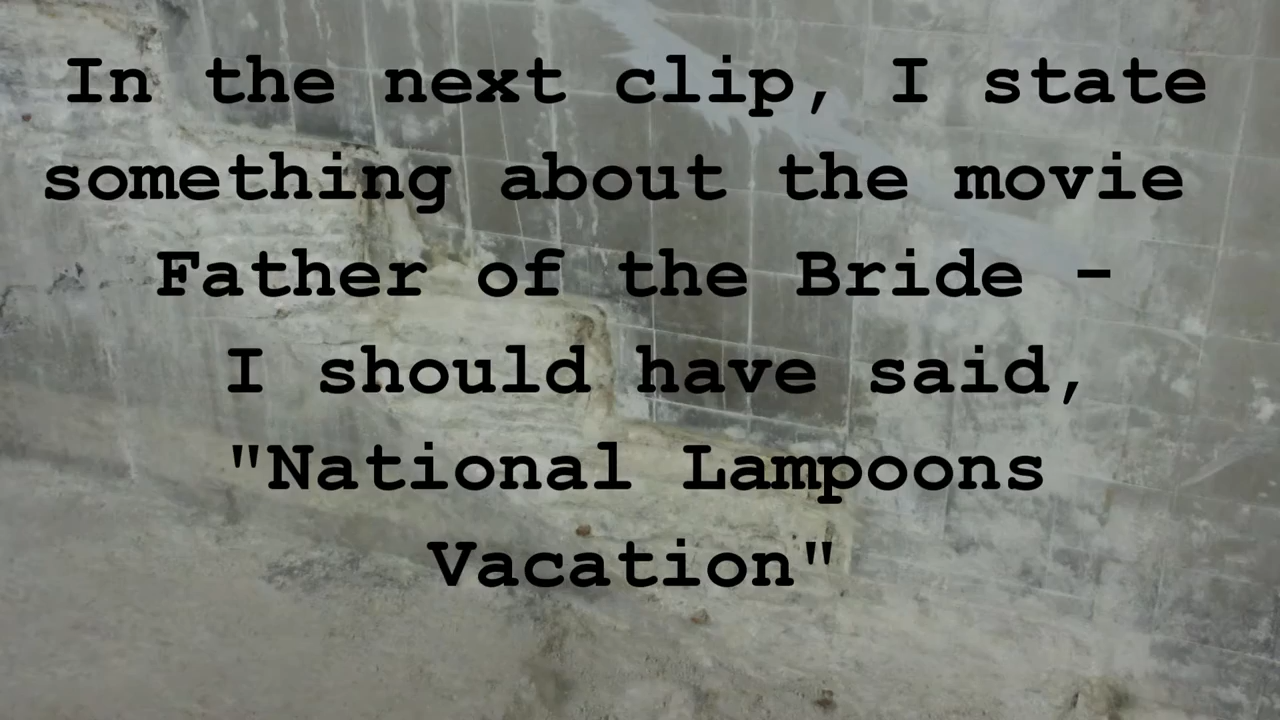 In the next clip, I state
something about the movie
Father of the Bride -
I should have said,
"National Lampoons
Vacation"